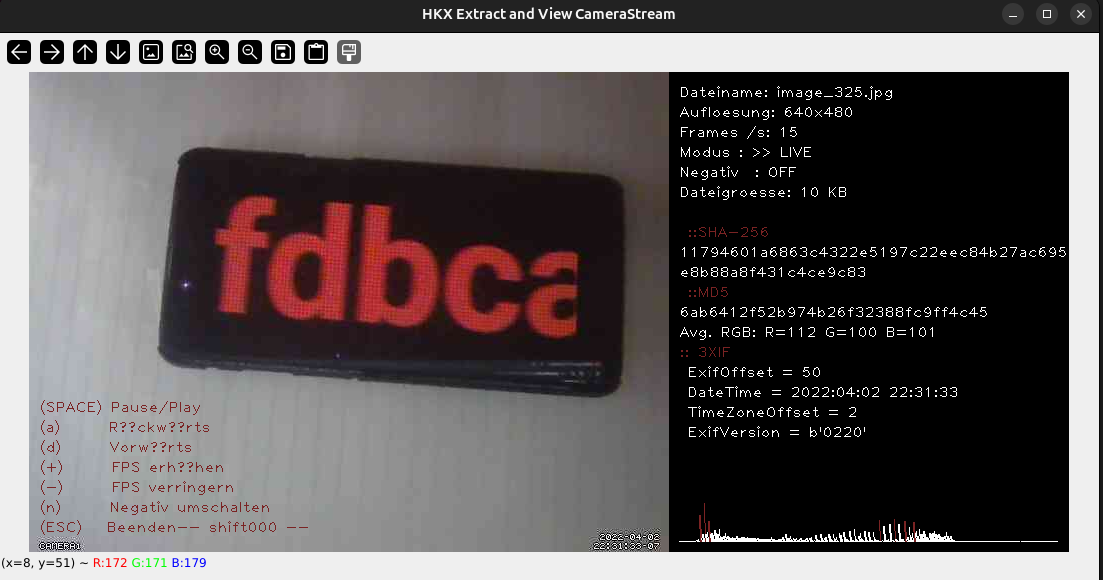 HKX Extract and View CameraStream
fdbca
Dateiname: image_325.jpg
Aufloesung: 640x480
Frames /s: 15
Modus : >> LIVE
Negativ : OFF
Dateigroesse: 10 KB
::SHA-256
11794601a6863c4322e5197c22eec84b27ac695
e8b88a8f431c4ce9c83
::MD5
6ab6412f52b974b26f32388fc9ff4c45
Avg. RGB: R=112 G=100 B=101
:: 3XIF
ExifOffset = 50
DateTime = 2022:04:02 22:31:33
TimeZoneOffset = 2
ExifVersion = b'0220'
(SPACE) Pause/Play
(a) R??ckw??rts
(d) Vorw??rts
(+) FPS erh??hen
(-) FPS verringern
(n) Negativ umschalten
(ESC) Beenden-- shift000 --
CAMERA1
2022-04-02
22:31:33-07
(x=8, y=51) ~ R:172 G:171 B:179